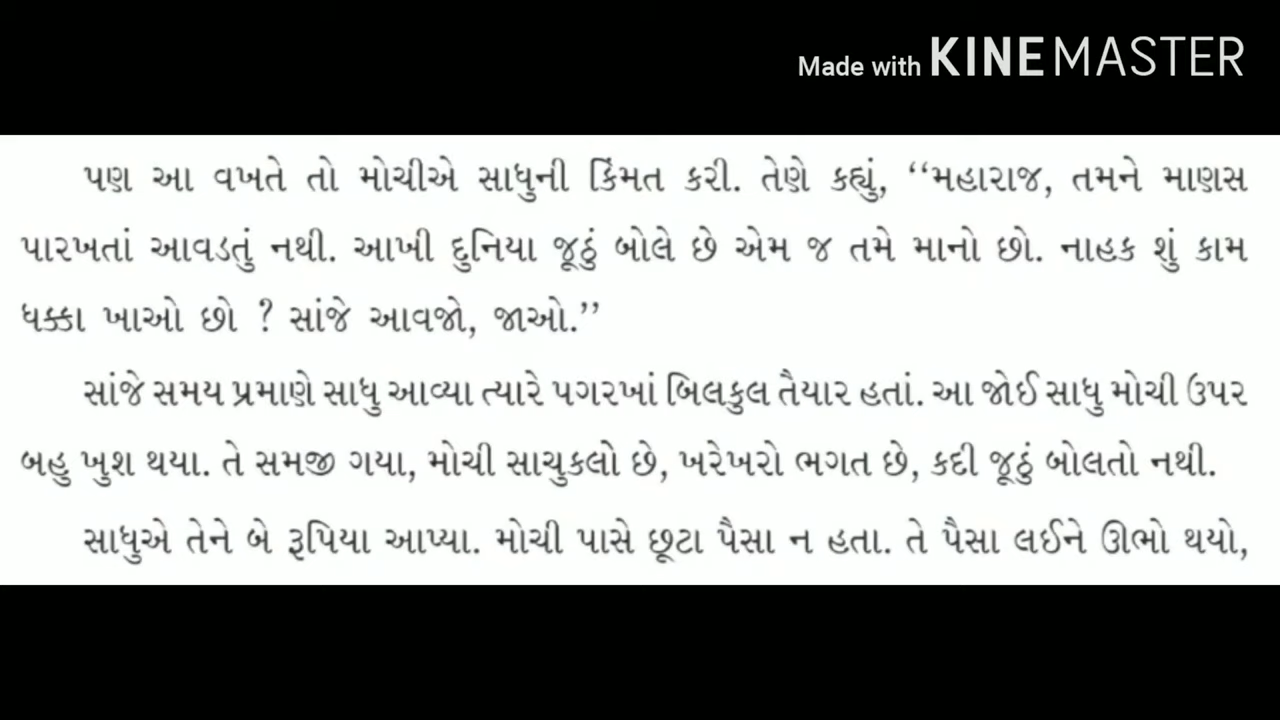 Made with KINEMASTER
પણ આ વખતે તો મોચીએ સાધુની કિંમત કરી. તેણે કહ્યું, ‘‘મહારાજ, તમને માણસ
પારખતાં આવડતું નથી. આખી દુનિયા જૂઠું બોલે છે એમ જ તમે માનો છો. નાહક શું કામ
ધક્કા ખાઓ છો ? સાંજે આવજો, જાઓ.’’
સાંજે સમય પ્રમાણે સાધુ આવ્યા ત્યારે પગરખાં બિલકુલ તૈયાર હતાં. આ જોઈ સાધુ મોચી ઉપર
બહુ ખુશ થયા. તે સમજી ગયા, મોચી સાચુકલો છે, ખરેખરો ભગત છે, કદી જૂઠું બોલતો નથી.
સાધુએ તેને બે રૂપિયા આપ્યા. મોચી પાસે છૂટા પૈસા ન હતા. તે પૈસા લઈને ઊભો થયો,